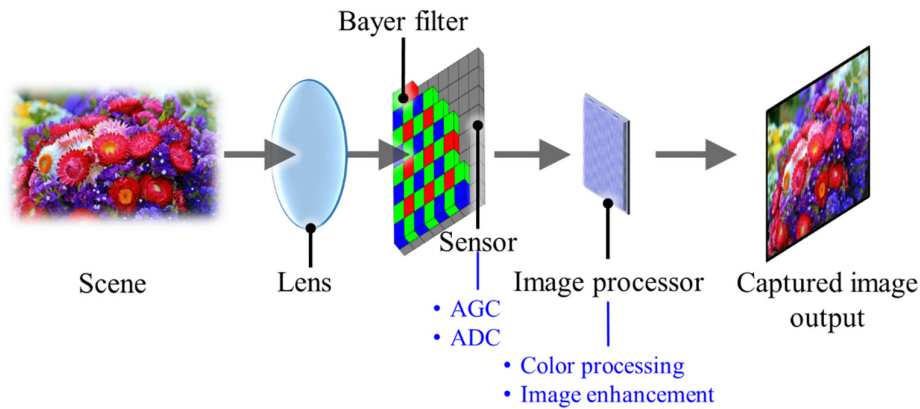 Bayer filter
Scene
Lens
Sensor
• AGC
• ADC
Image processor
• Color processing
• Image enhancement
Captured image
output